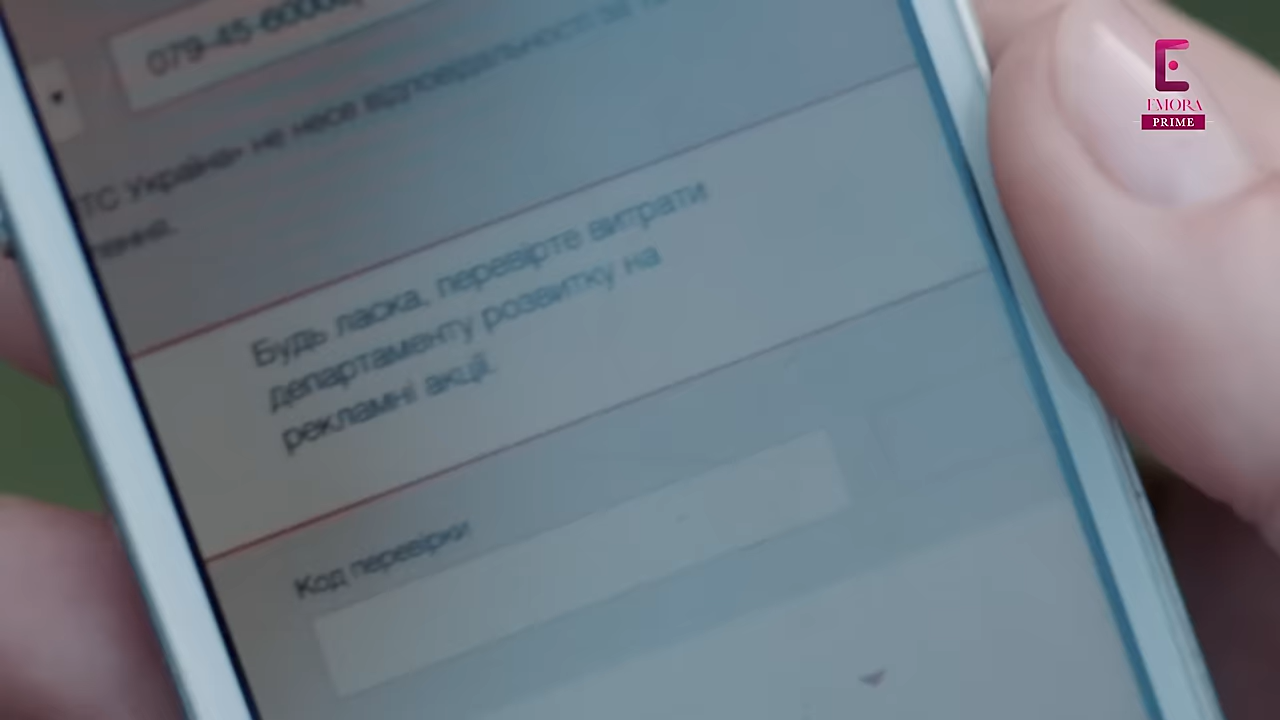 079-45-60000
ТС Україна» не несе відповідальності за
Будь ласка, перевірте витрати
департаменту розвитку на
рекламні акції.
Код перевірки
EMORA
PRIME